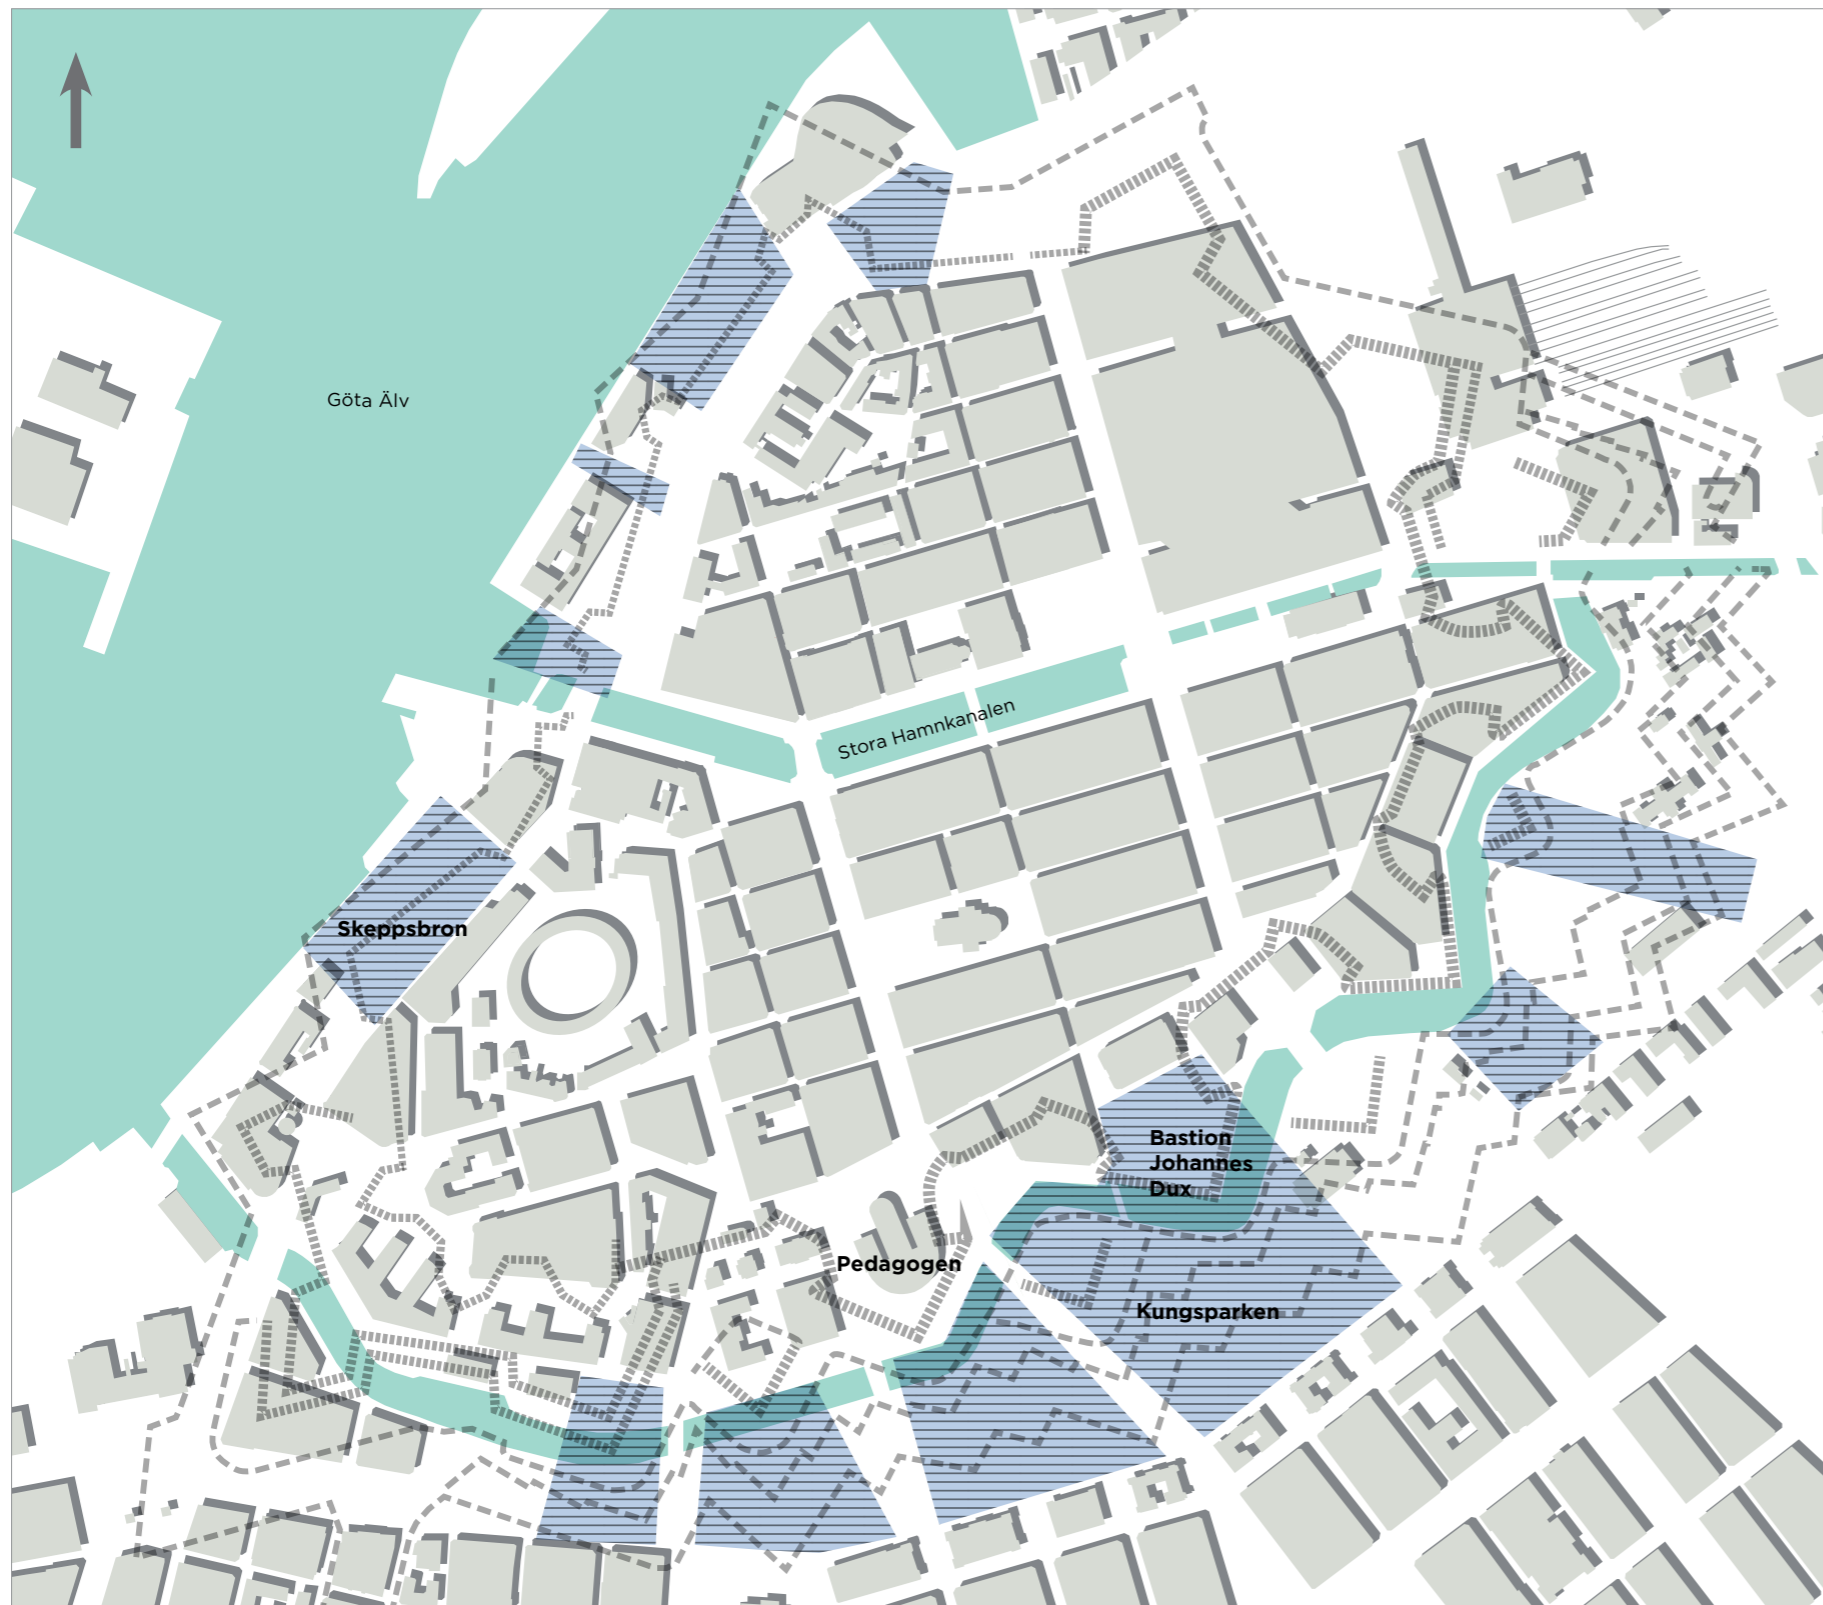 Göta Älv
Stora Hamnkanalen
Skeppsbron
Bastion
Johannes
Dux
Pedagogen
Kungsparken